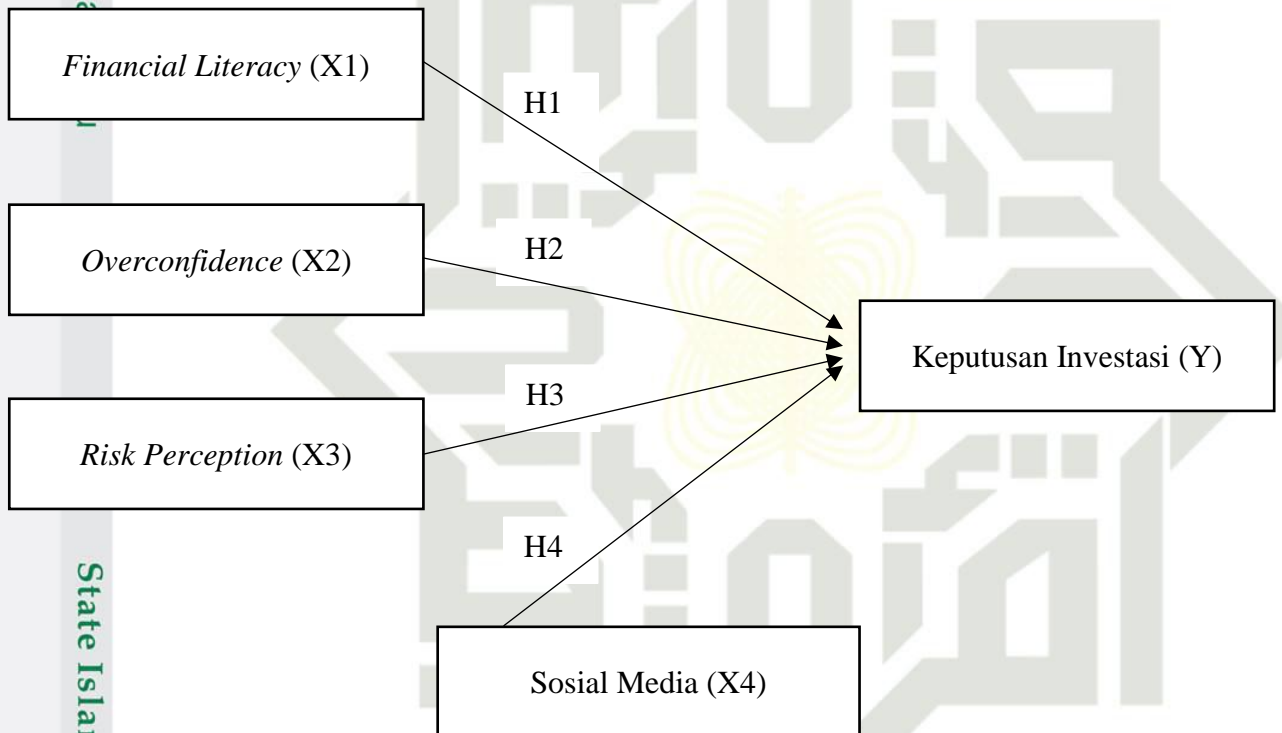 Financial Literacy (X1)
H1
Overconfidence (X2)
H2
Keputusan Investasi (Y)
H3
Risk Perception (X3)
H4
Sosial Media (X4)
State Isla